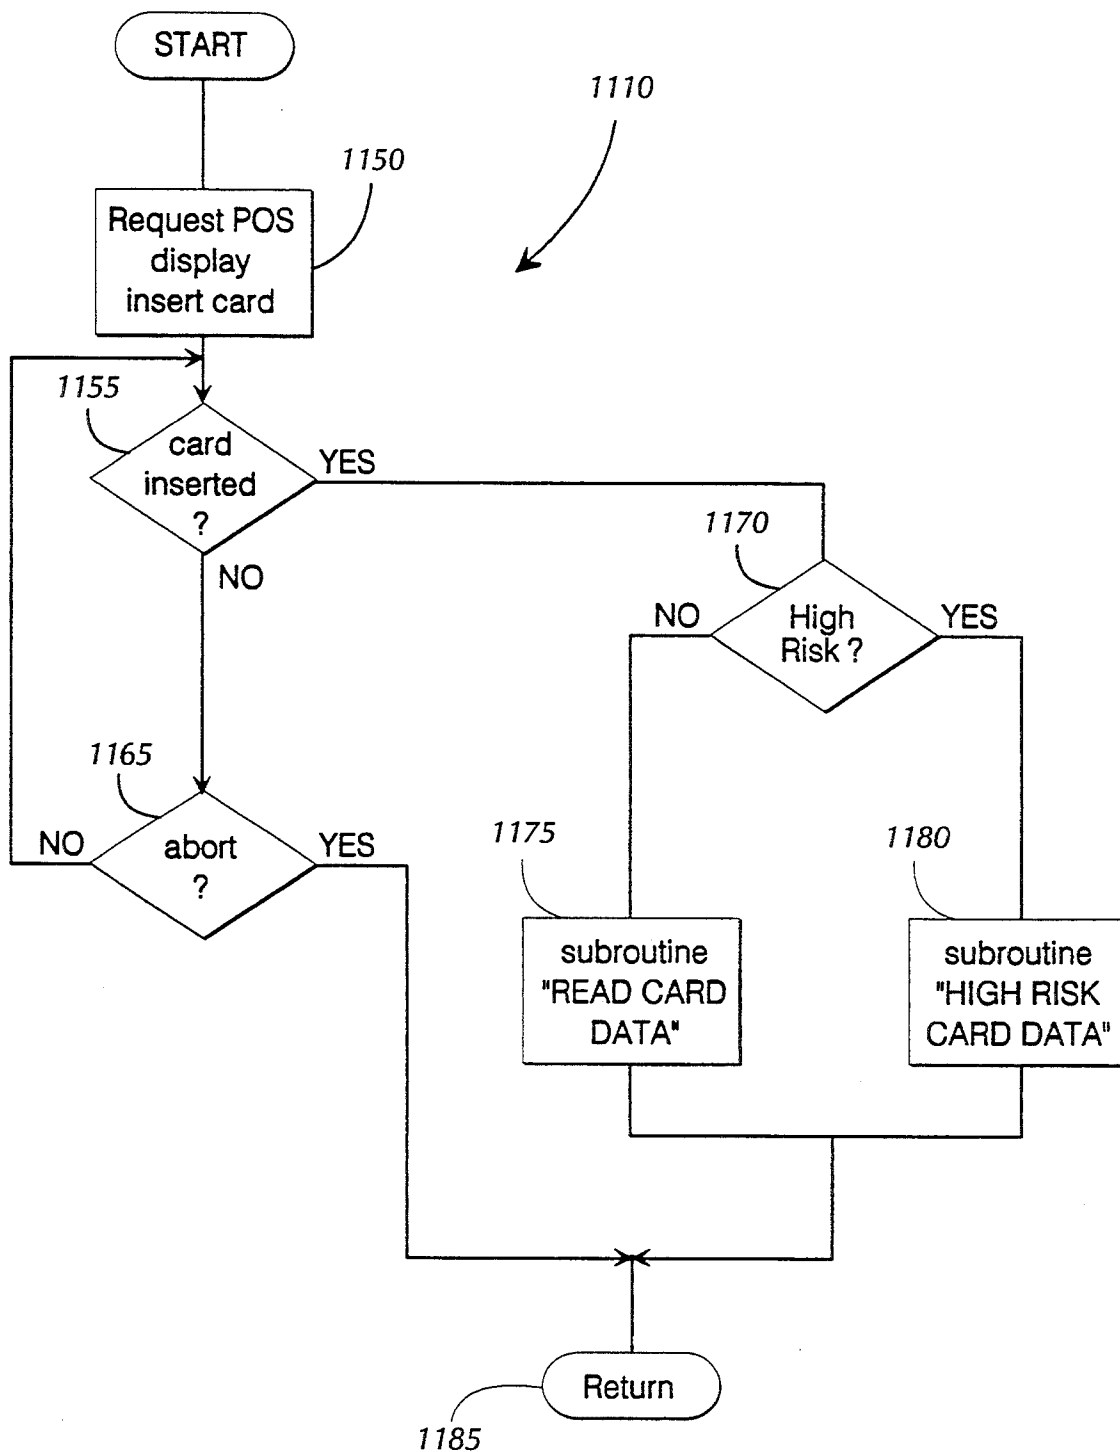 START
1110
1150
Request POS
display
insert card
1155
card
inserted
?
YES
NO
1170
High
Risk ?
NO
YES
1165
abort
?
NO
YES
1175
subroutine
"READ CARD
DATA"
1180
subroutine
"HIGH RISK
CARD DATA"
Return
1185